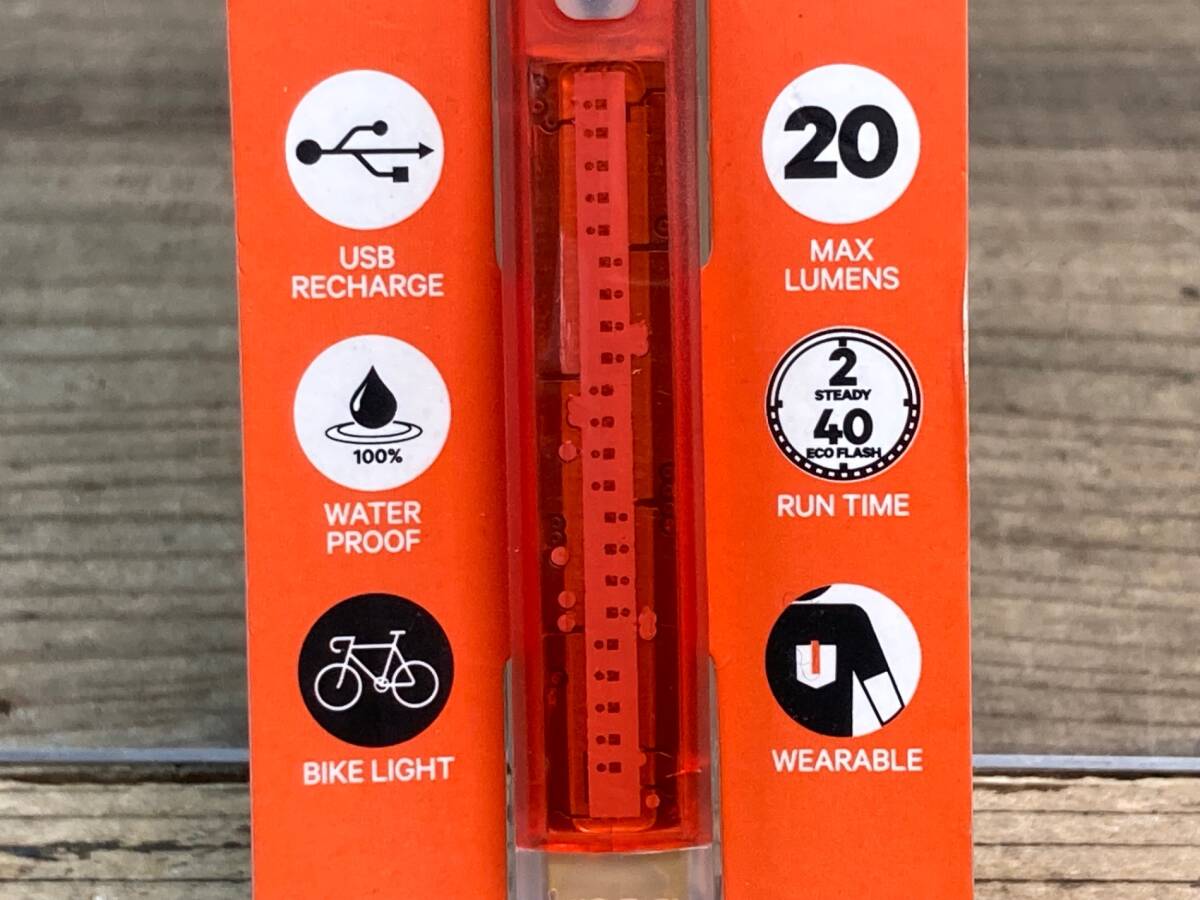 USB
RECHARGE
100%
WATER
PROOF
BIKE LIGHT
20
MAX
LUMENS
2
STEADY
40
ECO FLASH
RUN TIME
WEARABLE